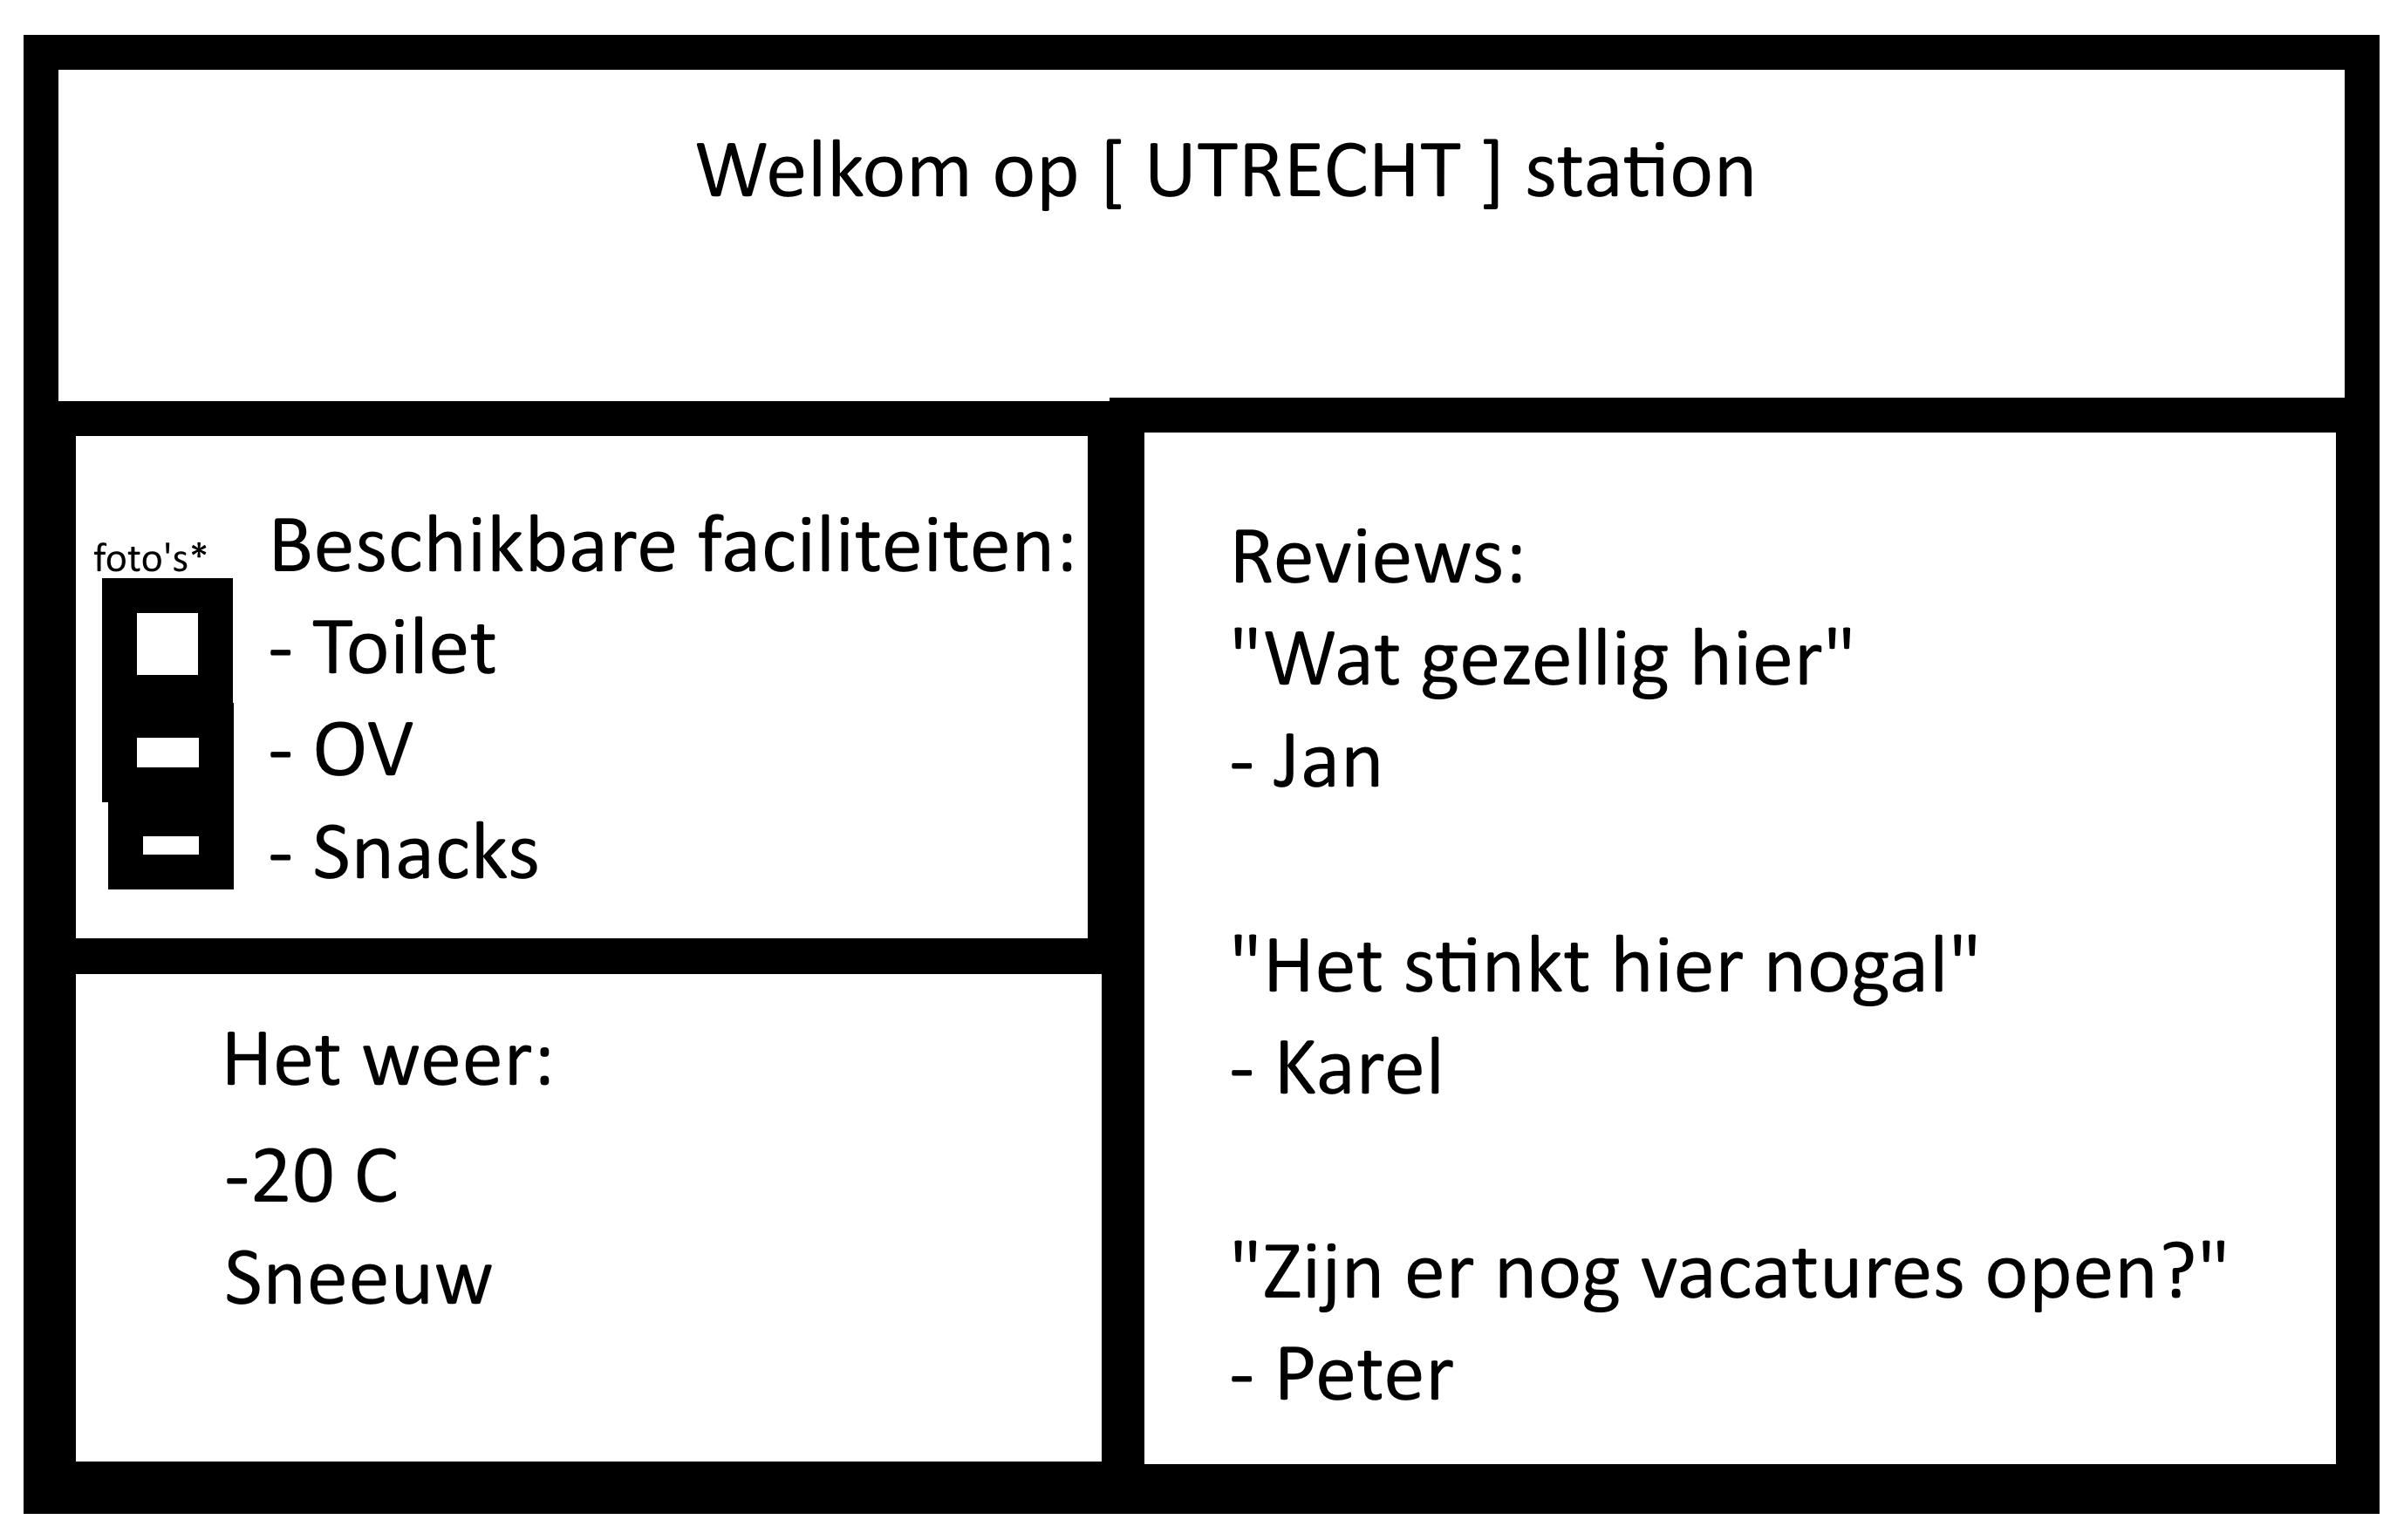 Welkom op [ UTRECHT ] station
foto's*
Beschikbare faciliteiten:
- Toilet
- OV
- Snacks
Het weer:
-20 C
Sneeuw
Reviews:
"Wat gezellig hier"
- Jan
"Het stinkt hier nogal"
- Karel
"Zijn er nog vacatures open?"
- Peter